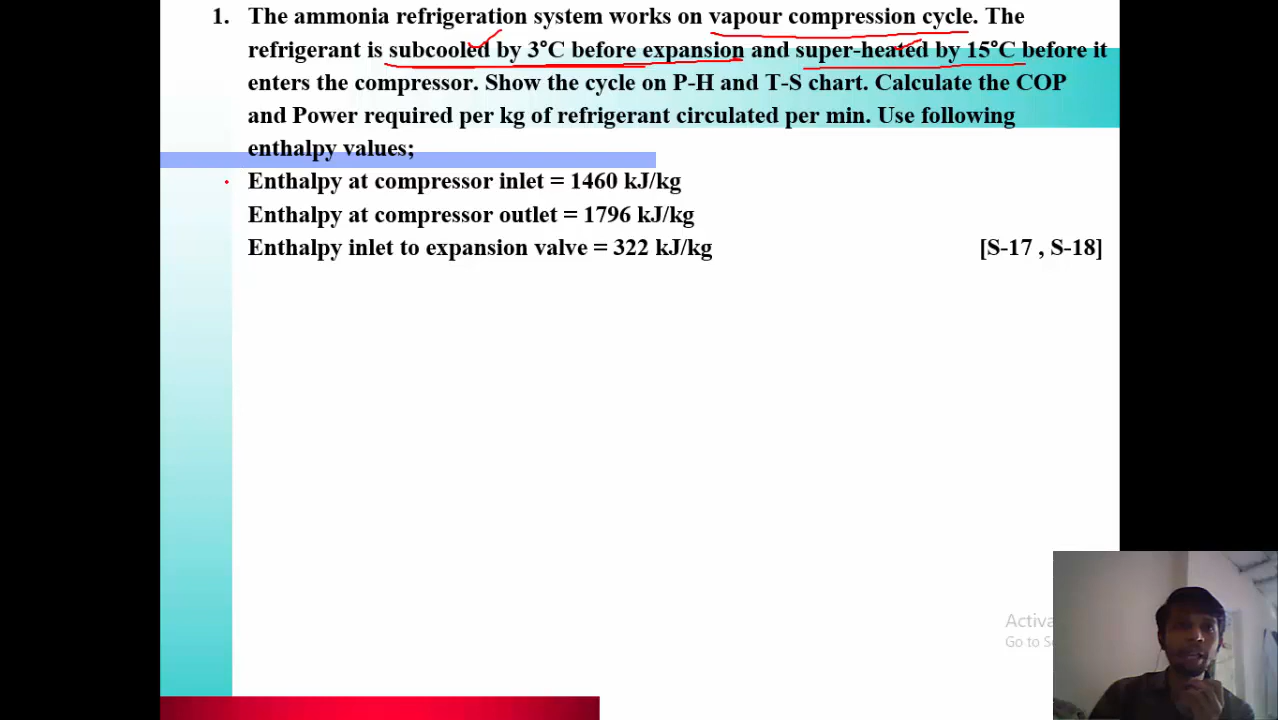 1. The ammonia refrigeration system works on vapour compression cycle. The
refrigerant is subcooled by 3°C before expansion and super-heated by 15°C before it
enters the compressor. Show the cycle on P-H and T-S chart. Calculate the COP
and Power required per kg of refrigerant circulated per min. Use following
enthalpy values;
Enthalpy at compressor inlet = 1460 kJ/kg
Enthalpy at compressor outlet = 1796 kJ/kg
Enthalpy inlet to expansion valve = 322 kJ/kg [S-17 , S-18]
Activa
Go to S